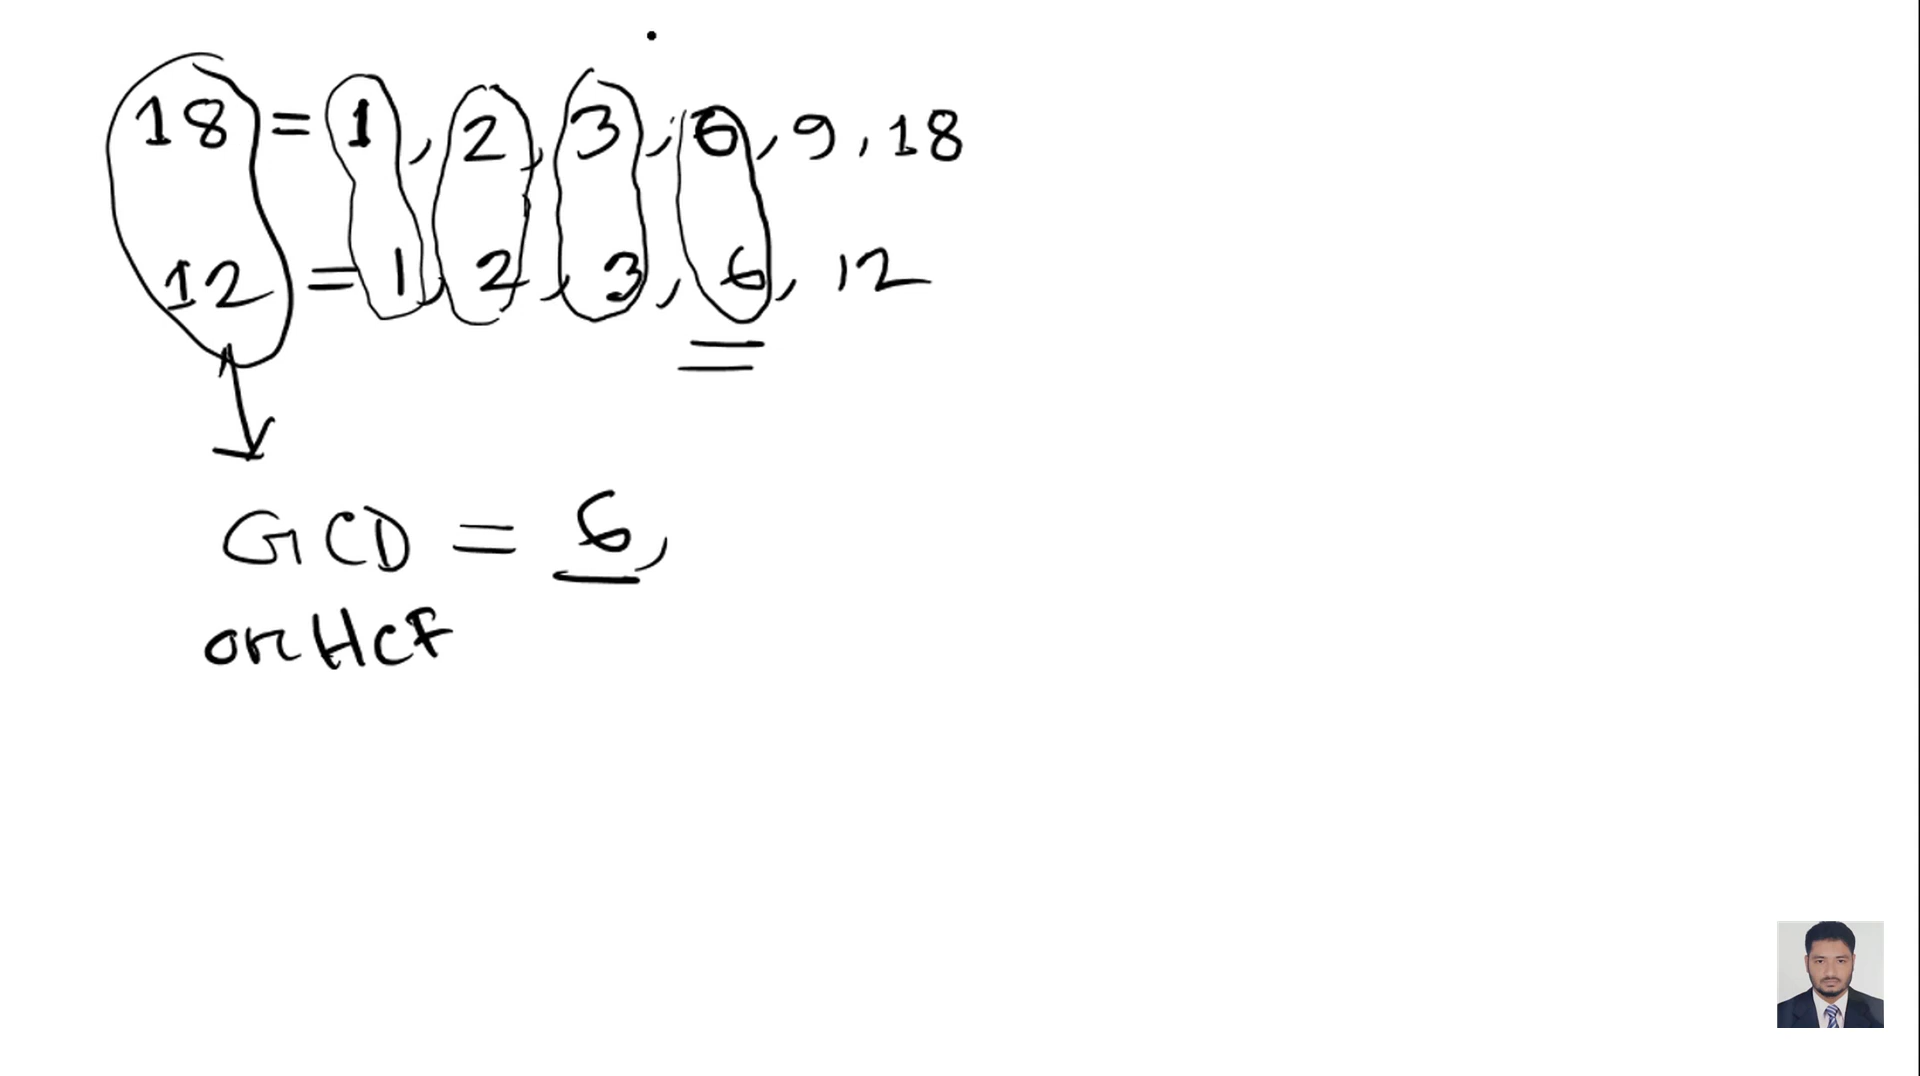 18 = 1, 2, 3, 6, 9, 18
12 = 1, 2, 3, 6, 12
GCD = 6,
or HCF